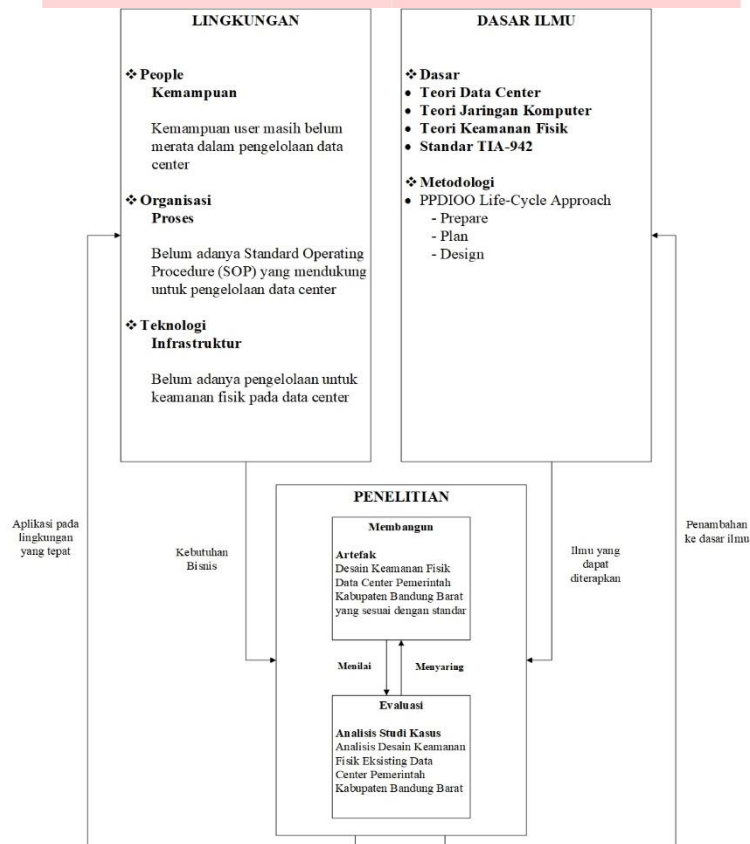 LINGKUNGAN
❖ People
Kemampuan
Kemampuan user masih belum
merata dalam pengelolaan data
center
❖ Organisasi
Proses
Belum adanya Standard Operating
Procedure (SOP) yang mendukung
untuk pengelolaan data center
❖ Teknologi
Infrastruktur
Belum adanya pengelolaan untuk
keamanan fisik pada data center
DASAR ILMU
❖ Dasar
• Teori Data Center
• Teori Jaringan Komputer
• Teori Keamanan Fisik
• Standar TIA-942
❖ Metodologi
• PPDIOO Life-Cycle Approach
- Prepare
- Plan
- Design
Aplikasi pada
lingkungan
yang tepat
Kebutuhan
Bisnis
PENELITIAN
Membangun
Artefak
Desain Keamanan Fisik
Data Center Pemerintah
Kabupaten Bandung Barat
yang sesuai dengan standar
Menilai
Menyaring
Evaluasi
Analisis Studi Kasus
Analisis Desain Keamanan
Fisik Eksisting Data
Center Pemerintah
Kabupaten Bandung Barat
Ilmu yang
dapat
diterapkan
Penambahan
ke dasar ilmu